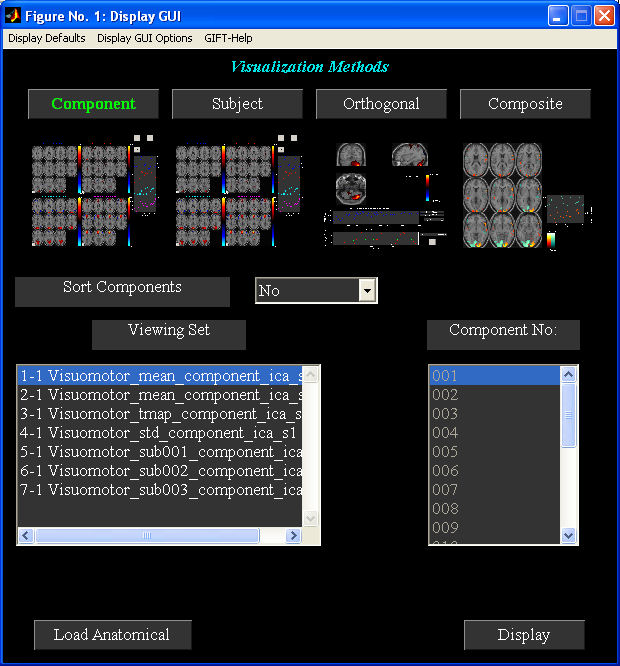 Figure No. 1: Display GUI
Display Defaults Display GUI Options GIFT-Help
Visualization Methods
Component Subject Orthogonal Composite
Sort Components No
Viewing Set Component No:
1-1 Visuomotor_mean_component_ica_s
2-1 Visuomotor_mean_component_ica_s
3-1 Visuomotor_tmap_component_ica_s
4-1 Visuomotor_std_component_ica_s1
5-1 Visuomotor_sub001_component_ica
6-1 Visuomotor_sub002_component_ica
7-1 Visuomotor_sub003_component_ica
001
002
003
004
005
006
007
008
009
010
Load Anatomical Display